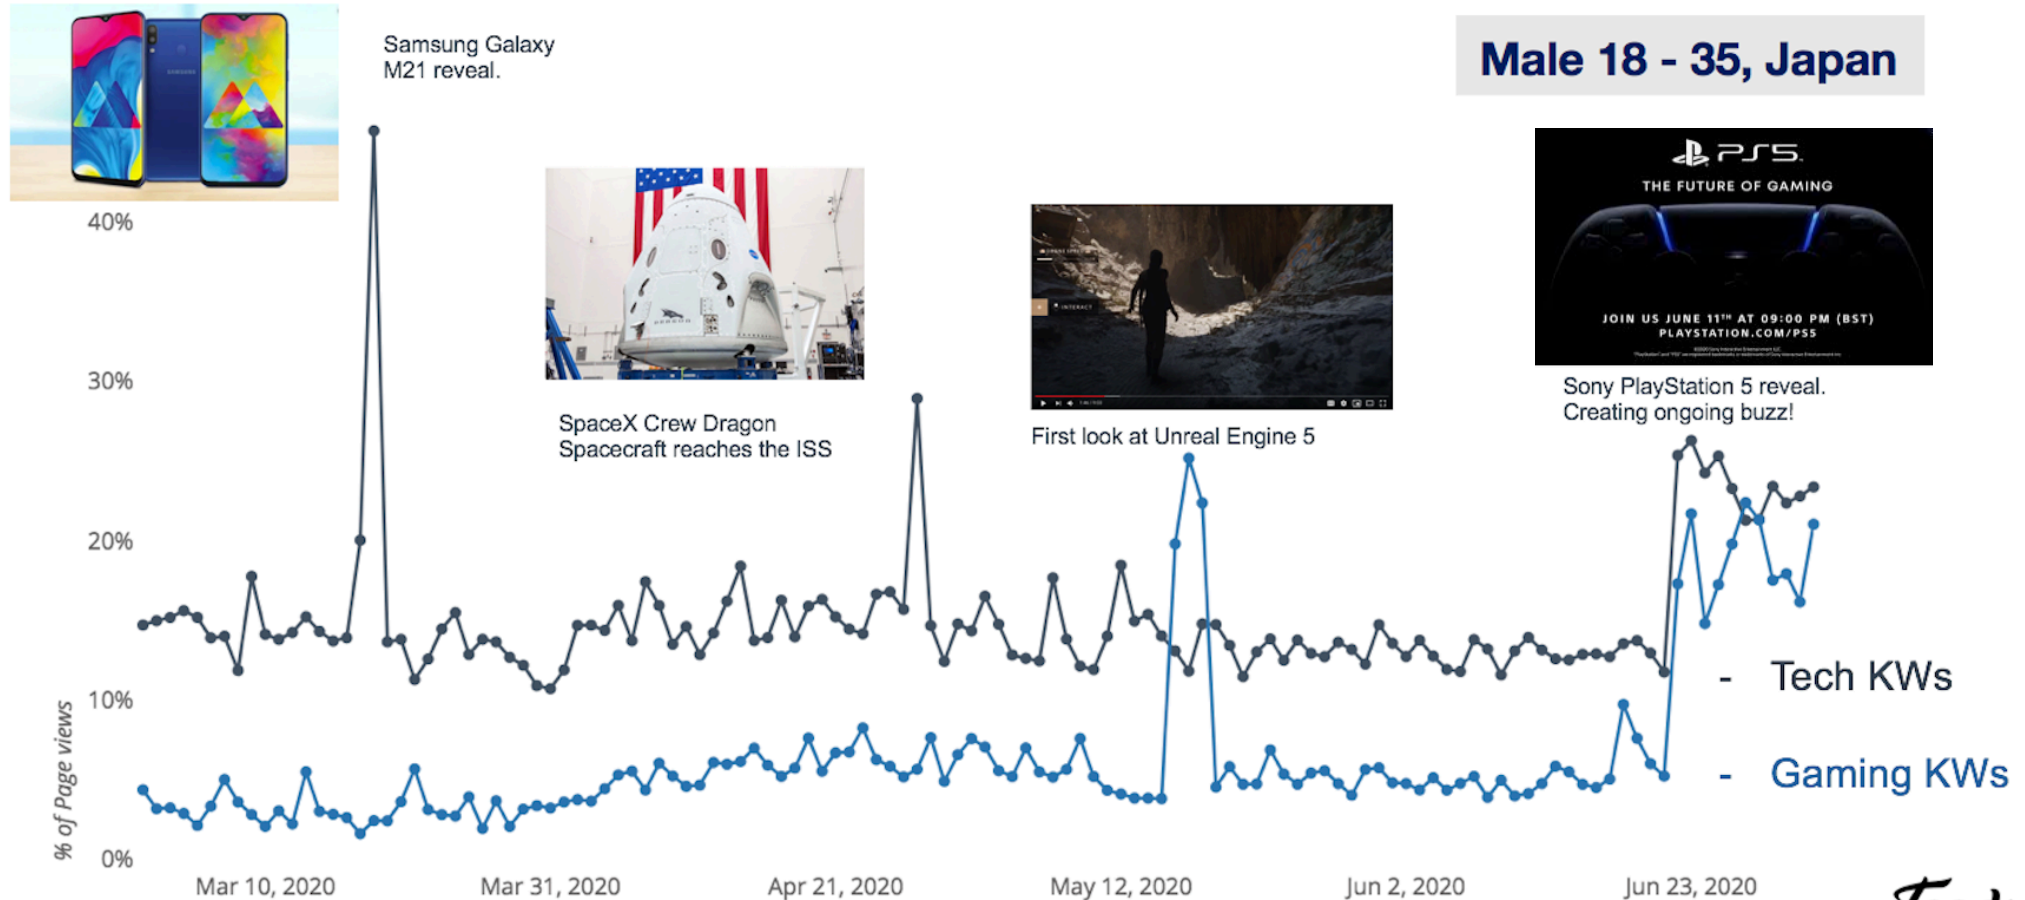 Samsung Galaxy
M21 reveal.
Male 18 - 35, Japan
SAMSUNG
PS5
THE FUTURE OF GAMING
JOIN US JUNE 11TH AT 09:00 PM (BST)
PLAYSTATION.COM/PS5
Sony PlayStation 5 reveal.
Creating ongoing buzz!
SpaceX Crew Dragon
Spacecraft reaches the ISS
INTERACT
First look at Unreal Engine 5
40%
30%
20%
10%
0%
% of Page views
- Tech KWs
- Gaming KWs
Mar 10, 2020
Mar 31, 2020
Apr 21, 2020
May 12, 2020
Jun 2, 2020
Jun 23, 2020